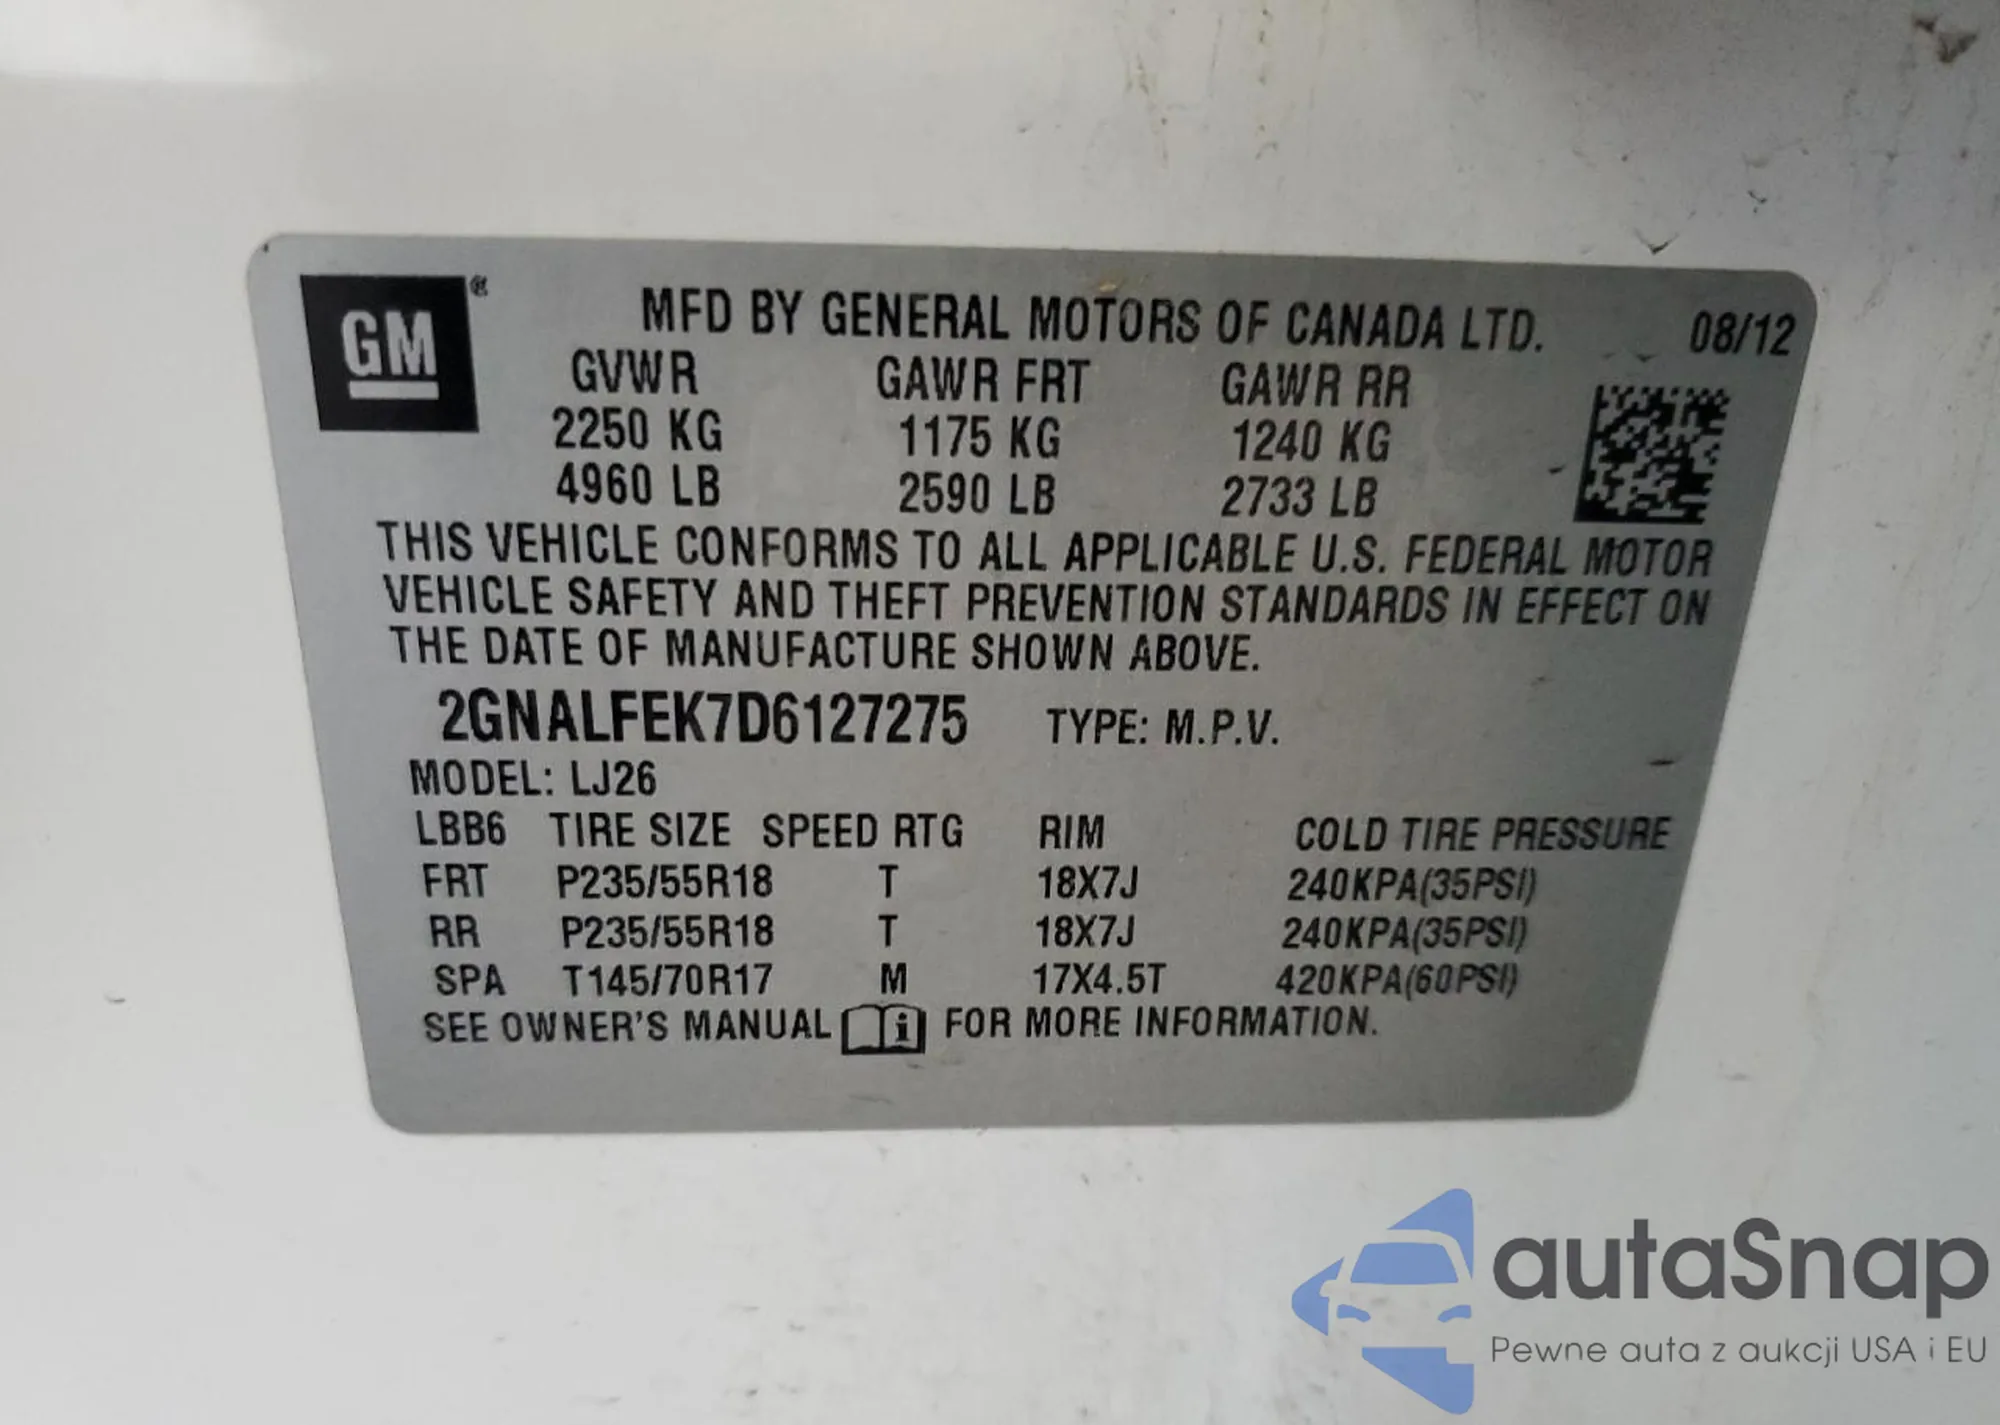 GM ®
MFD BY GENERAL MOTORS OF CANADA LTD. 08/12
GVWR GAWR FRT GAWR RR
2250 KG 1175 KG 1240 KG
4960 LB 2590 LB 2733 LB
THIS VEHICLE CONFORMS TO ALL APPLICABLE U.S. FEDERAL MOTOR
VEHICLE SAFETY AND THEFT PREVENTION STANDARDS IN EFFECT ON
THE DATE OF MANUFACTURE SHOWN ABOVE.
2GNALFEK7D6127275 TYPE: M.P.V.
MODEL: LJ26
LBB6 TIRE SIZE SPEED RTG RIM COLD TIRE PRESSURE
FRT P235/55R18 T 18X7J 240KPA(35PSI)
RR P235/55R18 T 18X7J 240KPA(35PSI)
SPA T145/70R17 M 17X4.5T 420KPA(60PSI)
SEE OWNER'S MANUAL i FOR MORE INFORMATION.
autaSnap
Pewne auta z aukcji USA i EU